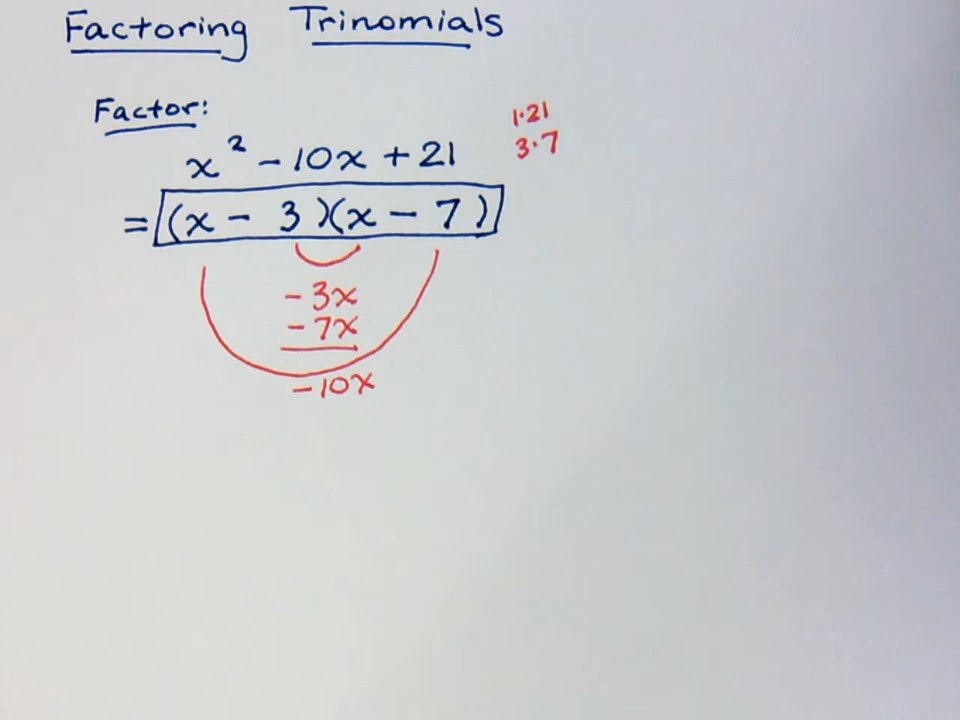 Factoring Trinomials
Factor:
1·21
3·7
x² - 10x + 21
= (x - 3)(x - 7)
- 3x
- 7x
- 10x